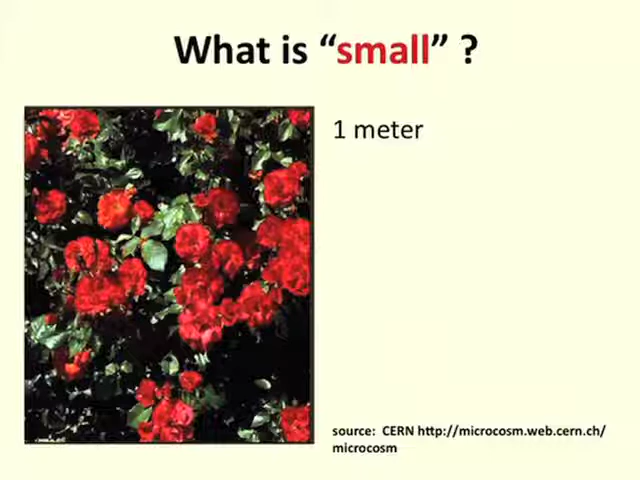 What is “small” ?
1 meter
source:  CERN http://microcosm.web.cern.ch/
microcosm